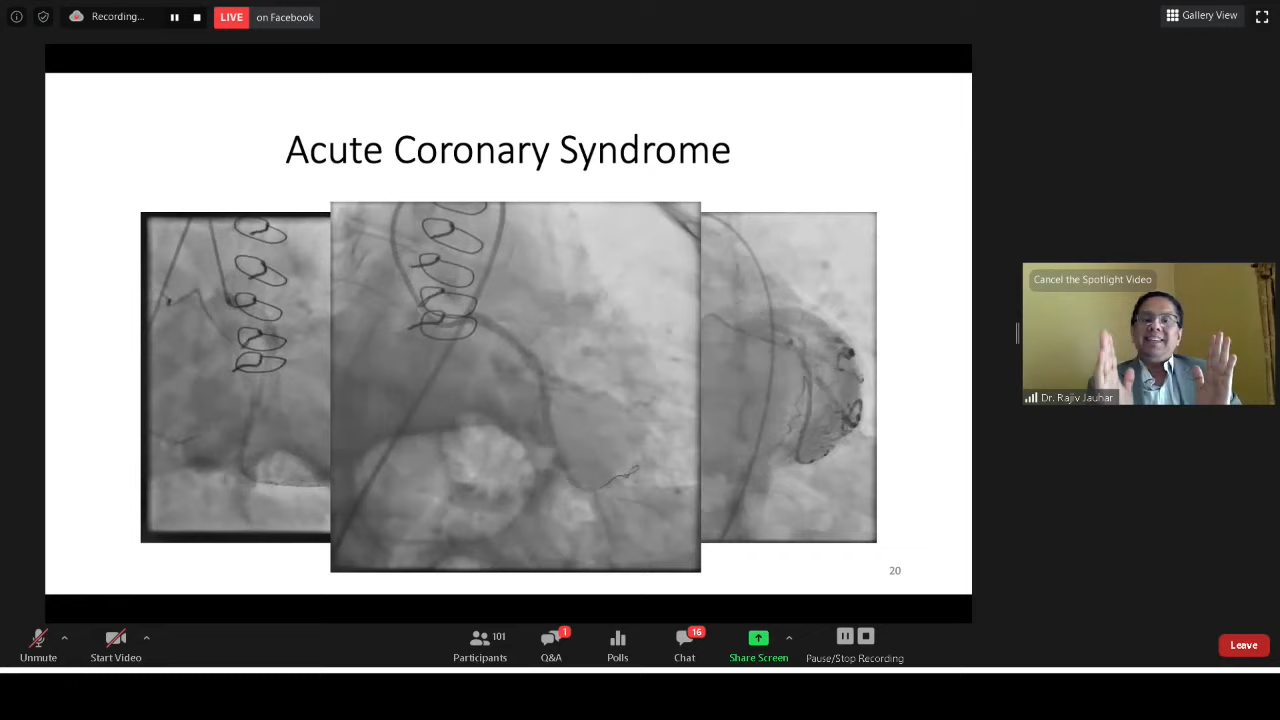 Recording...
LIVE on Facebook
Gallery View
Acute Coronary Syndrome
20
Cancel the Spotlight Video
Dr. Rajiv Jauhar
Unmute
Start Video
Participants 101
Q&A 1
Polls
Chat 16
Share Screen
Pause/Stop Recording
Leave